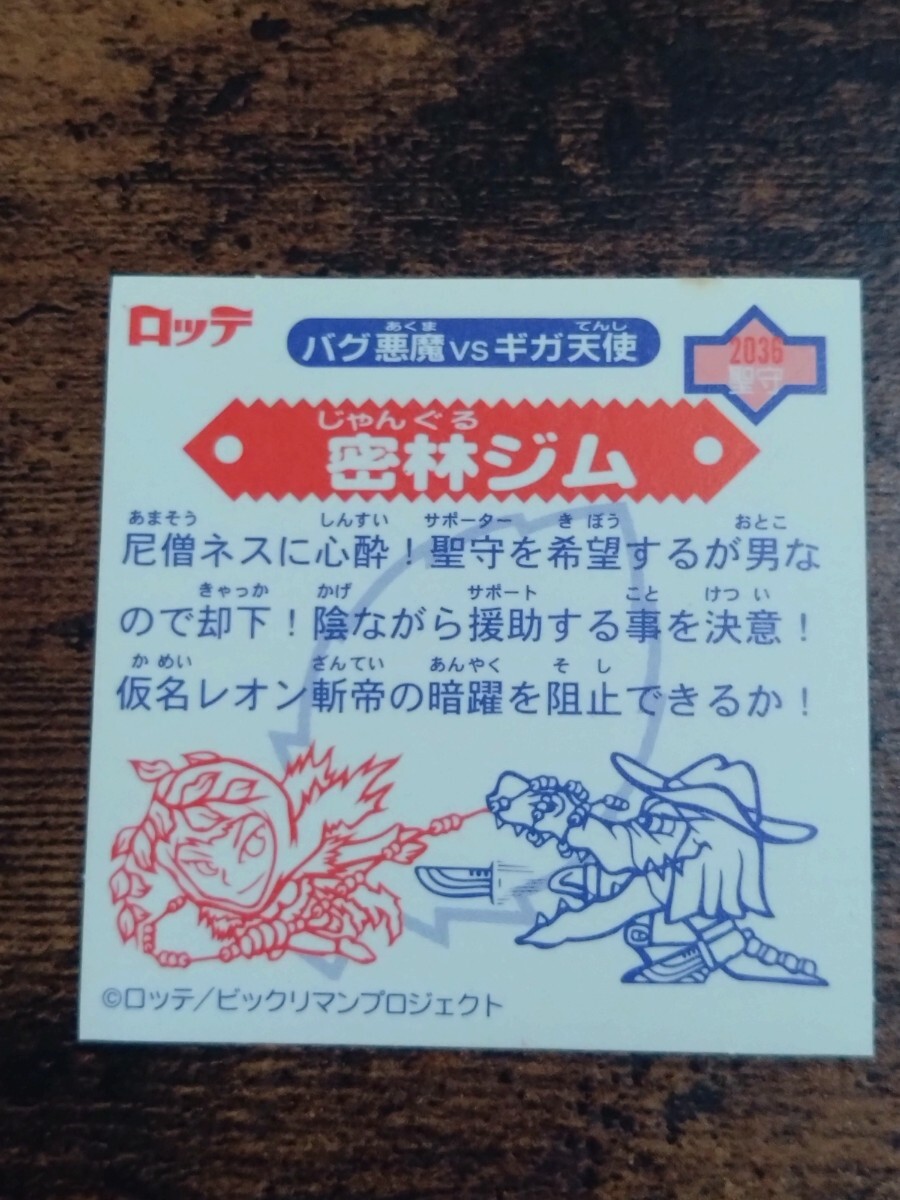 ロッテ
あくま てんし
バグ悪魔vsギガ天使
2036
聖守
じゃんぐる
密林ジム
あまそう しんすい サポーター きぼう おとこ
尼僧ネスに心酔!聖守を希望するが男な
きゃっか かげ サポート こと けつい
ので却下!陰ながら援助する事を決意!
かめい ざんてい あんやく そし
仮名レオン斬帝の暗躍を阻止できるか!
©ロッテ/ビックリマンプロジェクト